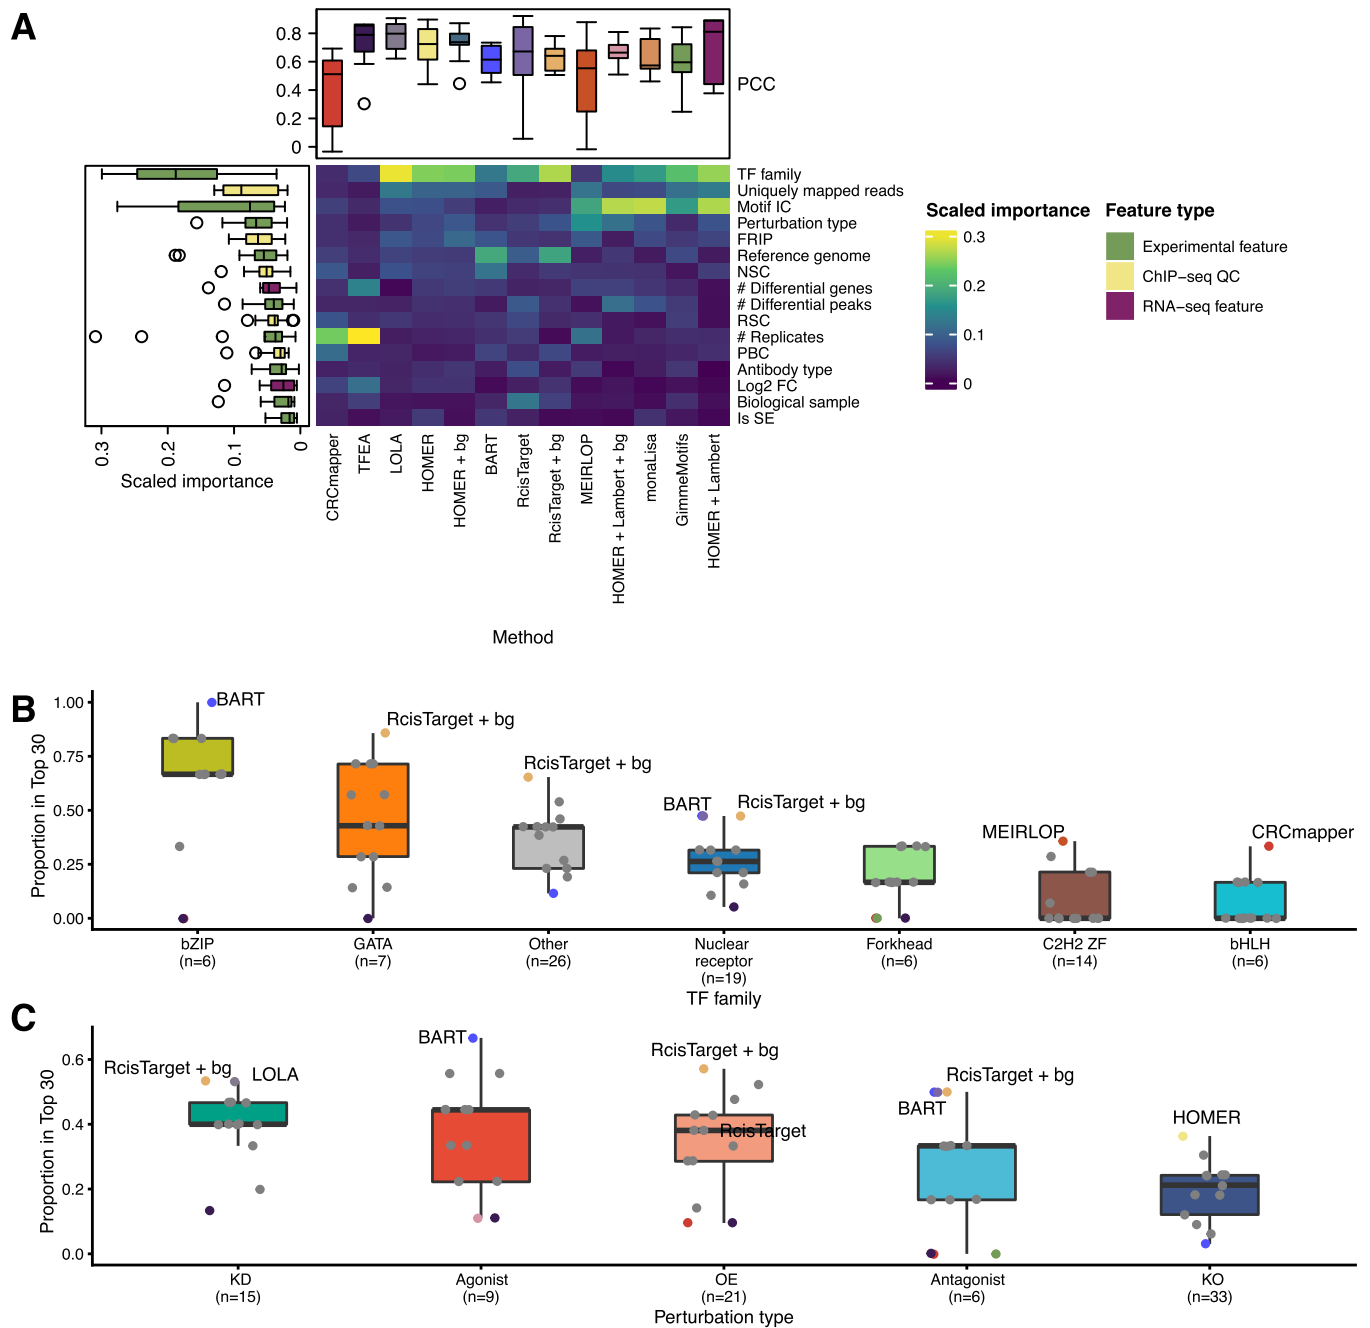 A
0.8
0.6
0.4
0.2
0
PCC
TF family
Uniquely mapped reads
Motif IC
Perturbation type
FRIP
Reference genome
NSC
# Differential genes
# Differential peaks
RSC
# Replicates
PBC
Antibody type
Log2 FC
Biological sample
Is SE
Scaled importance
0.3
0.2
0.1
0
Feature type
Experimental feature
ChIP−seq QC
RNA−seq feature
0.3
0.2
0.1
0
Scaled importance
CRCmapper
TFEA
LOLA
HOMER
HOMER + bg
BART
RcisTarget
RcisTarget + bg
MEIRLOP
HOMER + Lambert + bg
monaLisa
GimmeMotifs
HOMER + Lambert
Method
B
Proportion in Top 30
1.00
0.75
0.50
0.25
0.00
BART
RcisTarget + bg
RcisTarget + bg
BART
RcisTarget + bg
MEIRLOP
CRCmapper
bZIP
(n=6)
GATA
(n=7)
Other
(n=26)
Nuclear
receptor
(n=19)
Forkhead
(n=6)
C2H2 ZF
(n=14)
bHLH
(n=6)
TF family
C
Proportion in Top 30
0.6
0.4
0.2
0.0
RcisTarget + bg
LOLA
BART
RcisTarget + bg
RcisTarget
RcisTarget + bg
BART
HOMER
KD
(n=15)
Agonist
(n=9)
OE
(n=21)
Antagonist
(n=6)
KO
(n=33)
Perturbation type